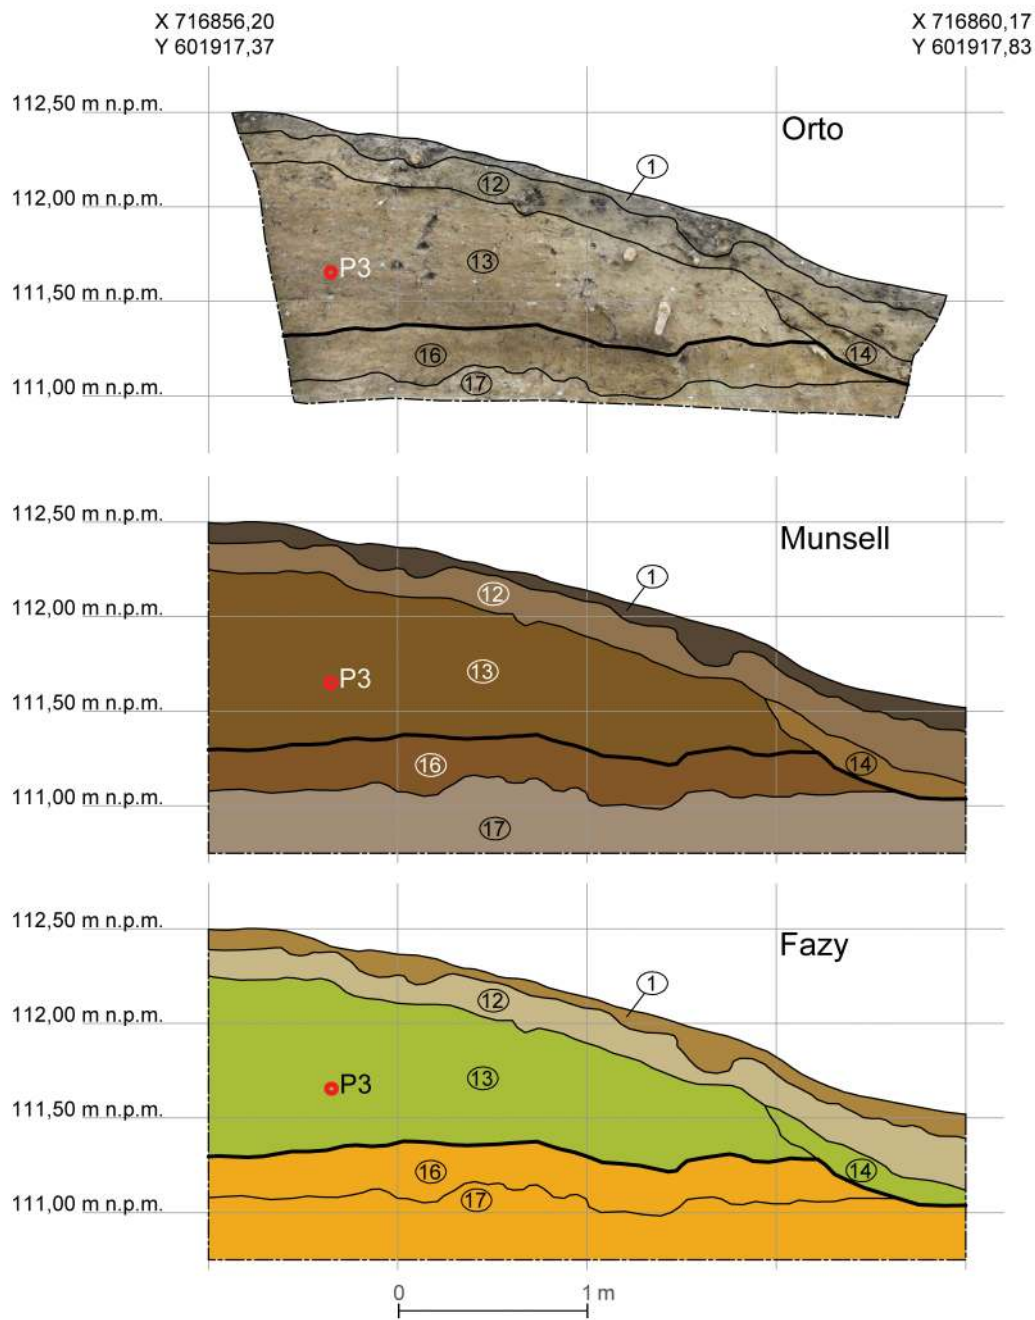 X 716856,20
Y 601917,37
X 716860,17
Y 601917,83
112,50 m n.p.m.
Orto
1
12
112,00 m n.p.m.
13
P3
111,50 m n.p.m.
16
14
17
111,00 m n.p.m.
112,50 m n.p.m.
Munsell
1
12
112,00 m n.p.m.
13
P3
111,50 m n.p.m.
16
14
111,00 m n.p.m.
17
112,50 m n.p.m.
Fazy
1
12
112,00 m n.p.m.
13
P3
111,50 m n.p.m.
16
14
17
111,00 m n.p.m.
0 1 m